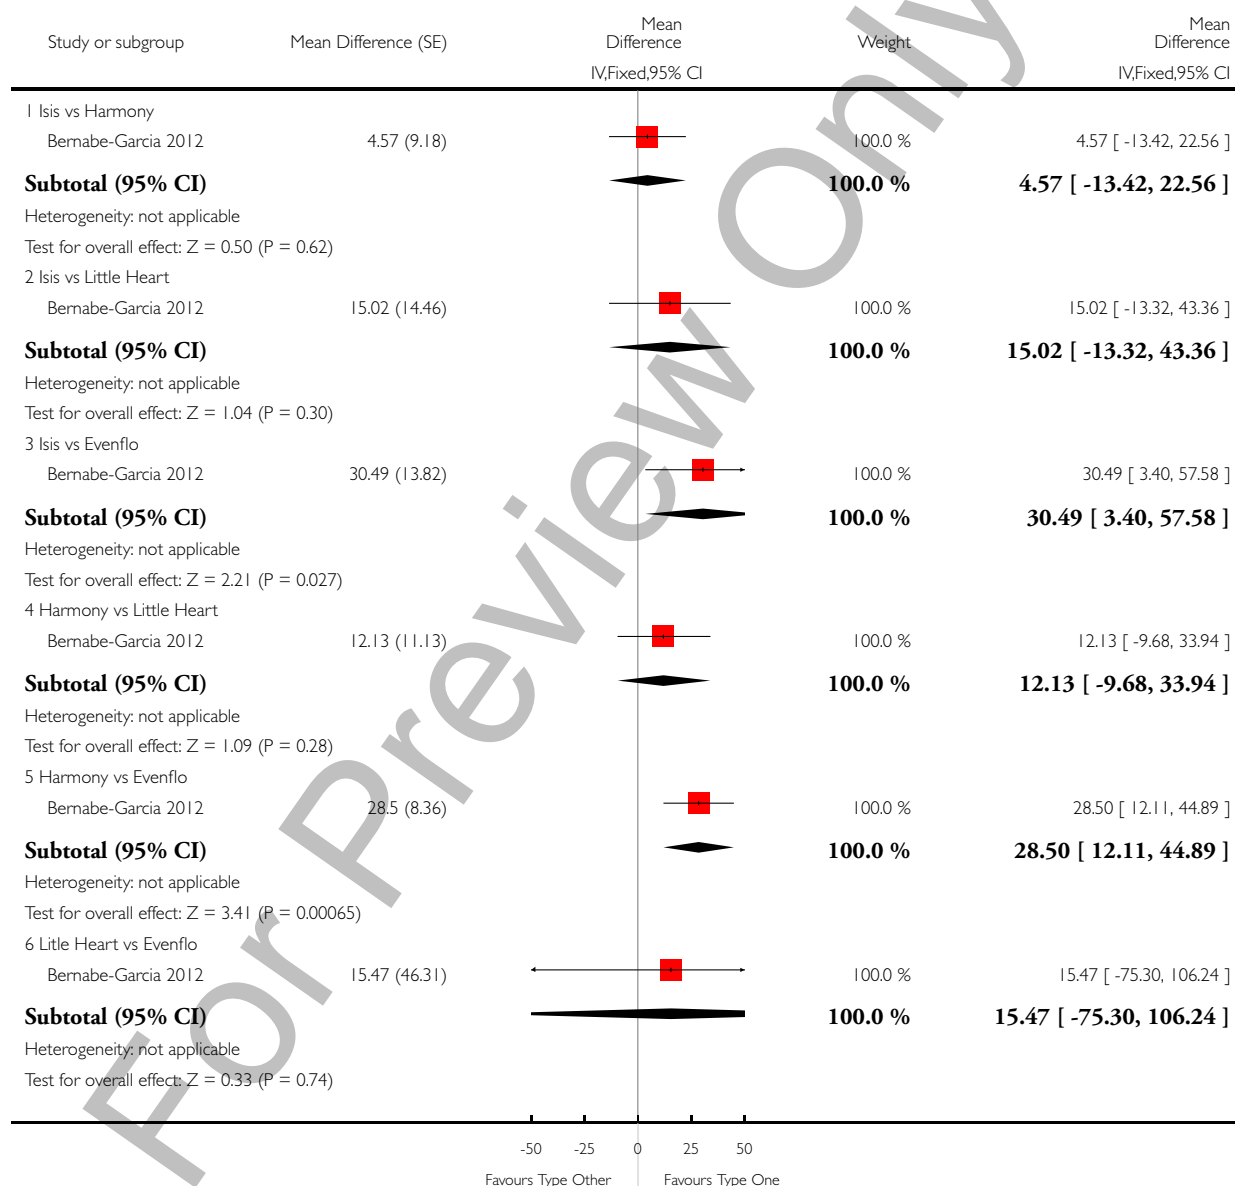 Study or subgroup Mean Difference (SE) Mean Difference Weight Mean Difference
IV,Fixed,95% CI IV,Fixed,95% CI
1 Isis vs Harmony
Bernabe-Garcia 2012 4.57 (9.18) 100.0 % 4.57 [ -13.42, 22.56 ]
Subtotal (95% CI) 100.0 % 4.57 [ -13.42, 22.56 ]
Heterogeneity: not applicable
Test for overall effect: Z = 0.50 (P = 0.62)
2 Isis vs Little Heart
Bernabe-Garcia 2012 15.02 (14.46) 100.0 % 15.02 [ -13.32, 43.36 ]
Subtotal (95% CI) 100.0 % 15.02 [ -13.32, 43.36 ]
Heterogeneity: not applicable
Test for overall effect: Z = 1.04 (P = 0.30)
3 Isis vs Evenflo
Bernabe-Garcia 2012 30.49 (13.82) 100.0 % 30.49 [ 3.40, 57.58 ]
Subtotal (95% CI) 100.0 % 30.49 [ 3.40, 57.58 ]
Heterogeneity: not applicable
Test for overall effect: Z = 2.21 (P = 0.027)
4 Harmony vs Little Heart
Bernabe-Garcia 2012 12.13 (11.13) 100.0 % 12.13 [ -9.68, 33.94 ]
Subtotal (95% CI) 100.0 % 12.13 [ -9.68, 33.94 ]
Heterogeneity: not applicable
Test for overall effect: Z = 1.09 (P = 0.28)
5 Harmony vs Evenflo
Bernabe-Garcia 2012 28.5 (8.36) 100.0 % 28.50 [ 12.11, 44.89 ]
Subtotal (95% CI) 100.0 % 28.50 [ 12.11, 44.89 ]
Heterogeneity: not applicable
Test for overall effect: Z = 3.41 (P = 0.00065)
6 Litle Heart vs Evenflo
Bernabe-Garcia 2012 15.47 (46.31) 100.0 % 15.47 [ -75.30, 106.24 ]
Subtotal (95% CI) 100.0 % 15.47 [ -75.30, 106.24 ]
Heterogeneity: not applicable
Test for overall effect: Z = 0.33 (P = 0.74)
-50 -25 0 25 50
Favours Type Other Favours Type One
For Preview Only